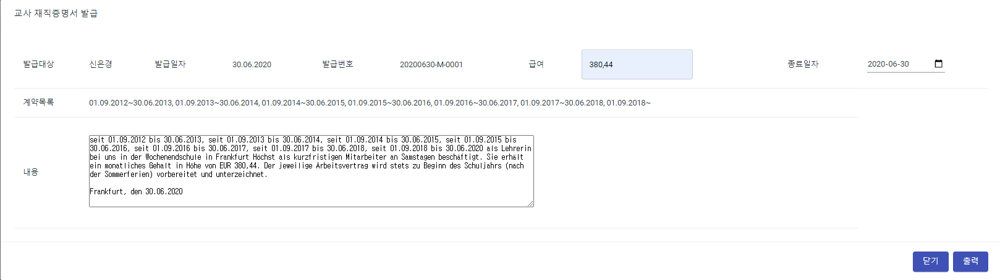 교사 재직증명서 발급
발급대상 신은경 발급일자 30.06.2020 발급번호 20200630-M-0001 급여 380,44 종료일자 2020-06-30
계약목록 01.09.2012~30.06.2013, 01.09.2013~30.06.2014, 01.09.2014~30.06.2015, 01.09.2015~30.06.2016, 01.09.2016~30.06.2017, 01.09.2017~30.06.2018, 01.09.2018~
내용
seit 01.09.2012 bis 30.06.2013, seit 01.09.2013 bis 30.06.2014, seit 01.09.2014 bis 30.06.2015, seit 01.09.2015 bis
30.06.2016, seit 01.09.2016 bis 30.06.2017, seit 01.09.2017 bis 30.06.2018, seit 01.09.2018 bis 30.06.2020 als Lehrerin
bei uns in der Wochenendschule in Frankfurt Höchst als kurzfristigen Mitarbeiter an Samstagen beschäftigt. Sie erhält
ein monatliches Gehalt in Höhe von EUR 380,44. Der jeweilige Arbeitsvertrag wird stets zu Beginn des Schuljahrs (nach
der Sommerferien) vorbereitet und unterzeichnet.
Frankfurt, den 30.06.2020
닫기 출력